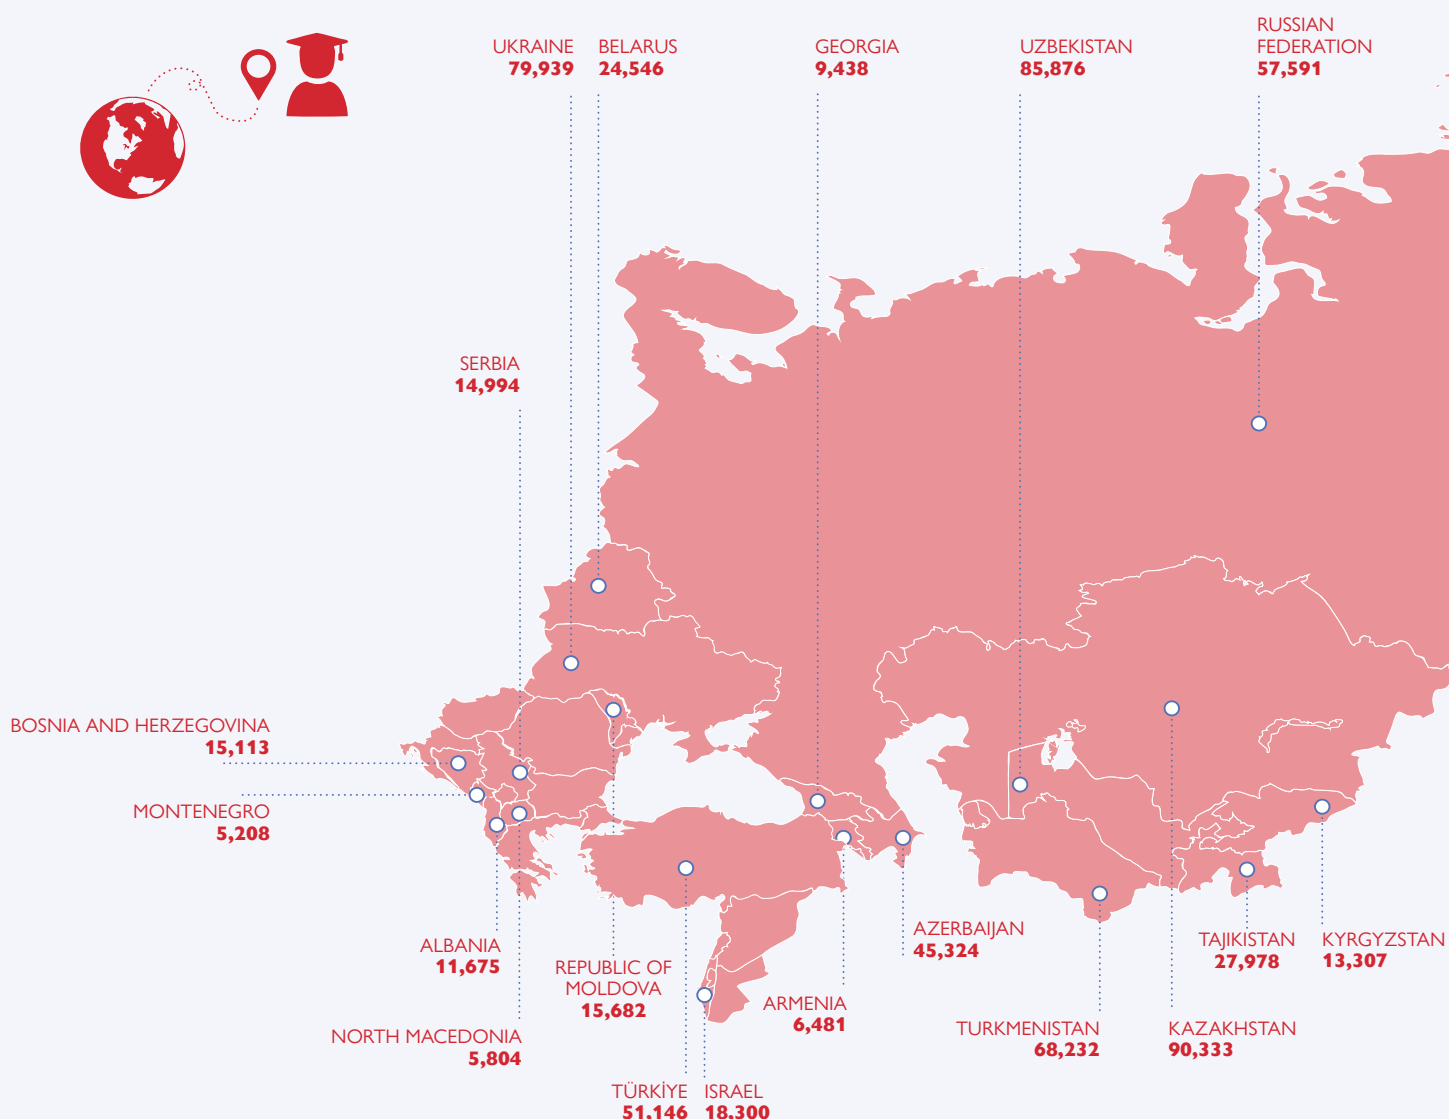 UKRAINE
79,939
BELARUS
24,546
GEORGIA
9,438
UZBEKISTAN
85,876
RUSSIAN
FEDERATION
57,591
SERBIA
14,994
BOSNIA AND HERZEGOVINA
15,113
MONTENEGRO
5,208
ALBANIA
11,675
NORTH MACEDONIA
5,804
REPUBLIC OF
MOLDOVA
15,682
TÜRKİYE
51,146
ISRAEL
18,300
ARMENIA
6,481
AZERBAIJAN
45,324
TURKMENISTAN
68,232
KAZAKHSTAN
90,333
TAJIKISTAN
27,978
KYRGYZSTAN
13,307